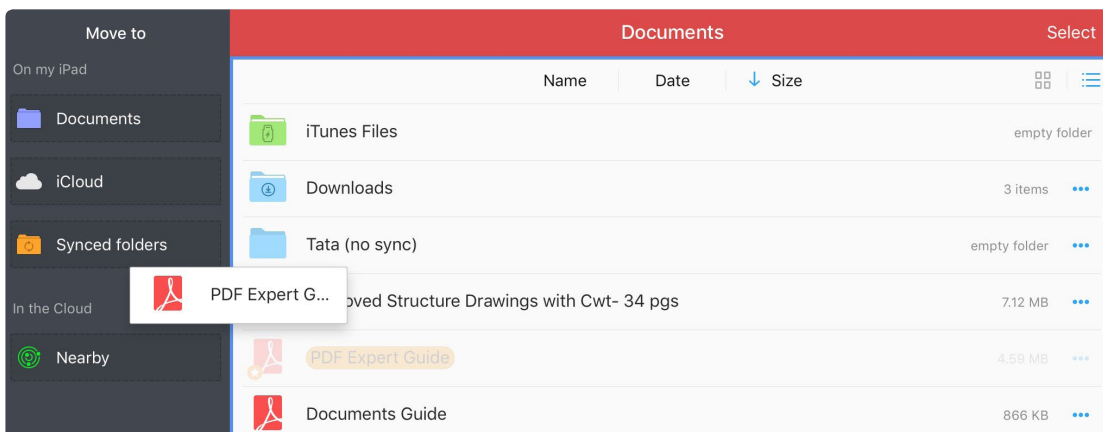 Move to
On my iPad
Documents
iCloud
Synced folders
In the Cloud
Nearby
Documents
Select
Name Date Size
iTunes Files empty folder
Downloads 3 items
Tata (no sync) empty folder
PDF Expert G...
oved Structure Drawings with Cwt- 34 pgs 7.12 MB
PDF Expert Guide 4.59 MB
Documents Guide 866 KB